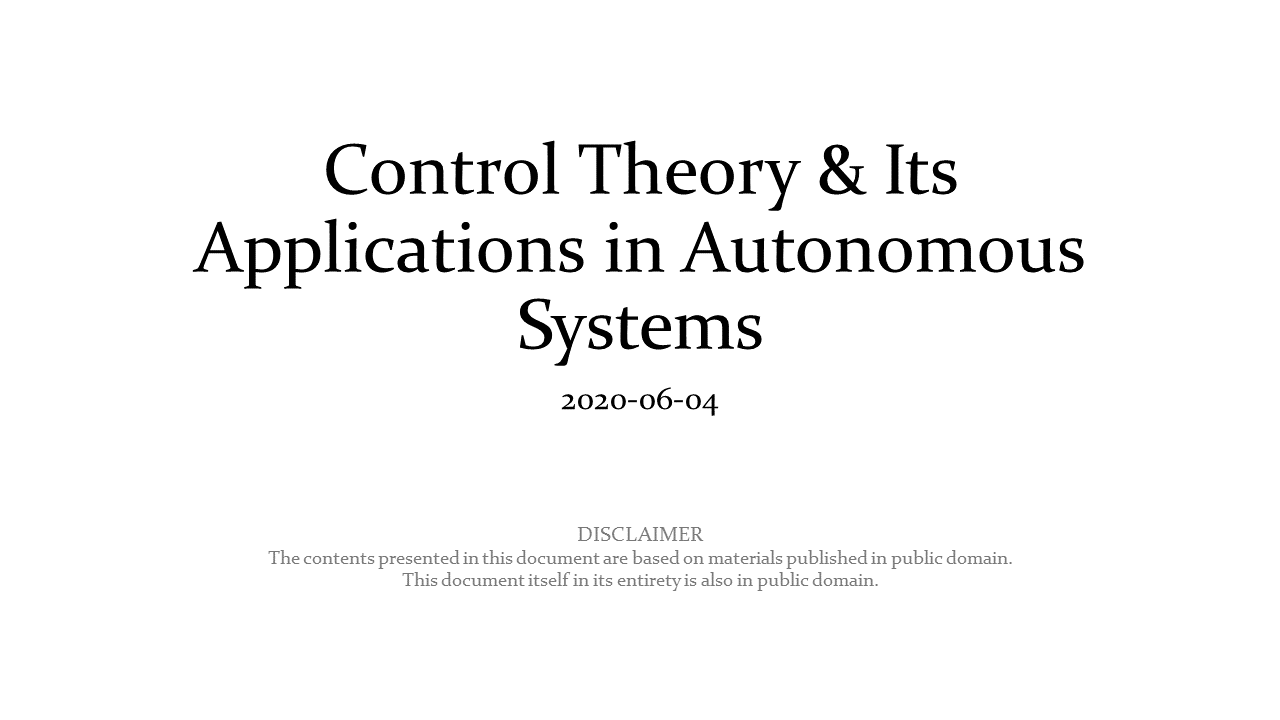 Control Theory & Its
Applications in Autonomous
Systems
2020-06-04
DISCLAIMER
The contents presented in this document are based on materials published in public domain.
This document itself in its entirety is also in public domain.